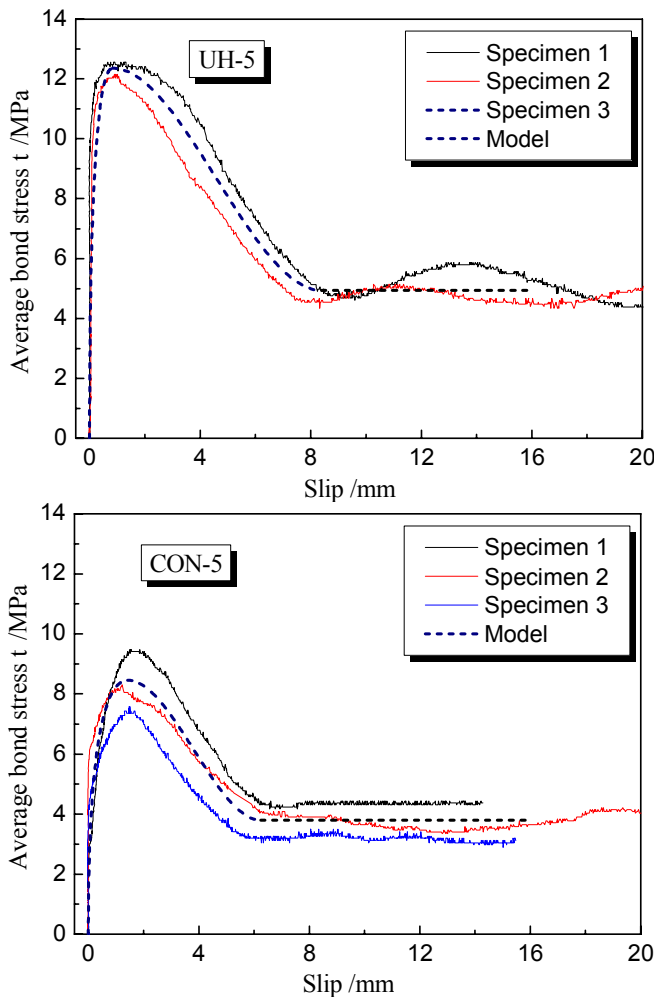 14
12
10
8
6
4
2
0
Average bond stress t /MPa
UH-5
Specimen 1
Specimen 2
Specimen 3
Model
0 4 8 12 16 20
Slip /mm
14
12
10
8
6
4
2
0
Average bond stress t /MPa
CON-5
Specimen 1
Specimen 2
Specimen 3
Model
0 4 8 12 16 20
Slip /mm